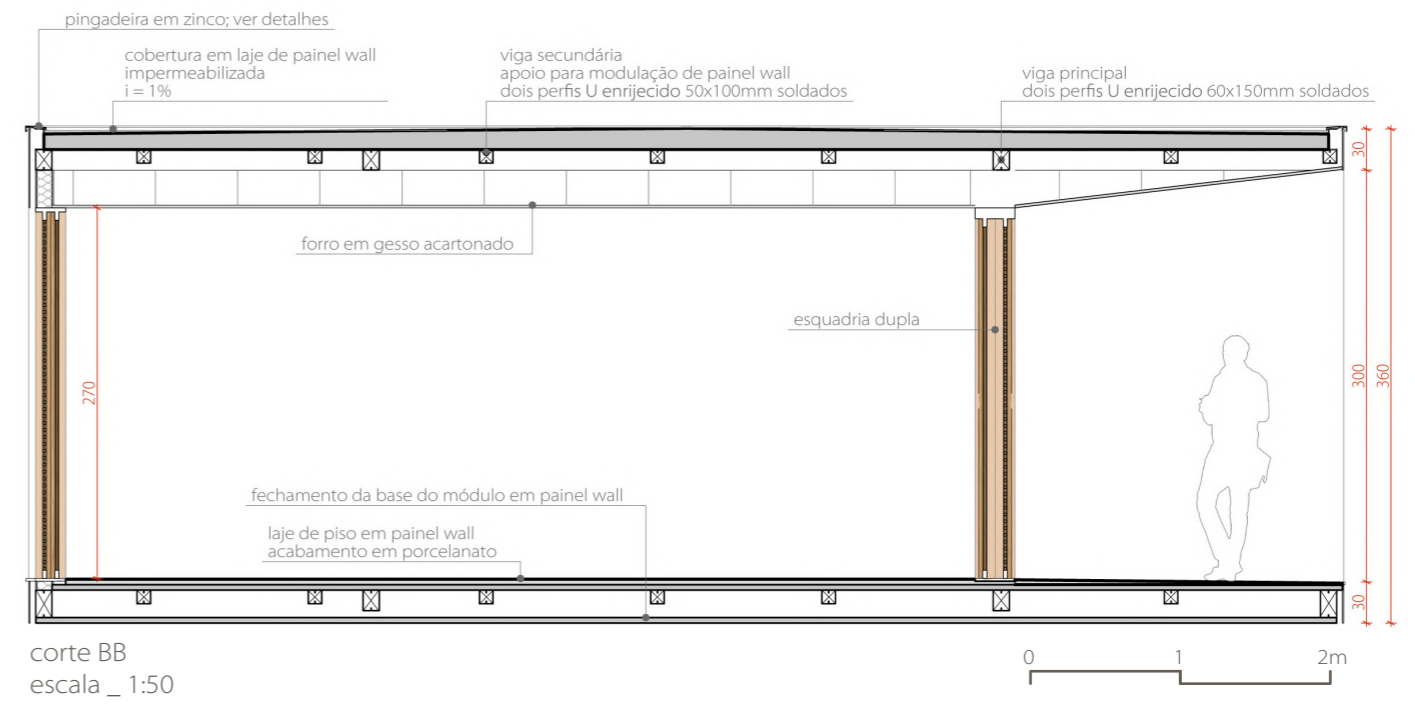 pingadeira em zinco; ver detalhes
cobertura em laje de painel wall
impermeabilizada
i = 1%
viga secundária
apoio para modulação de painel wall
dois perfis U enrijecido 50x100mm soldados
viga principal
dois perfis U enrijecido 60x150mm soldados
30
forro em gesso acartonado
esquadria dupla
270
300
360
fechamento da base do módulo em painel wall
laje de piso em painel wall
acabamento em porcelanato
30
corte BB
escala _ 1:50
0 1 2m